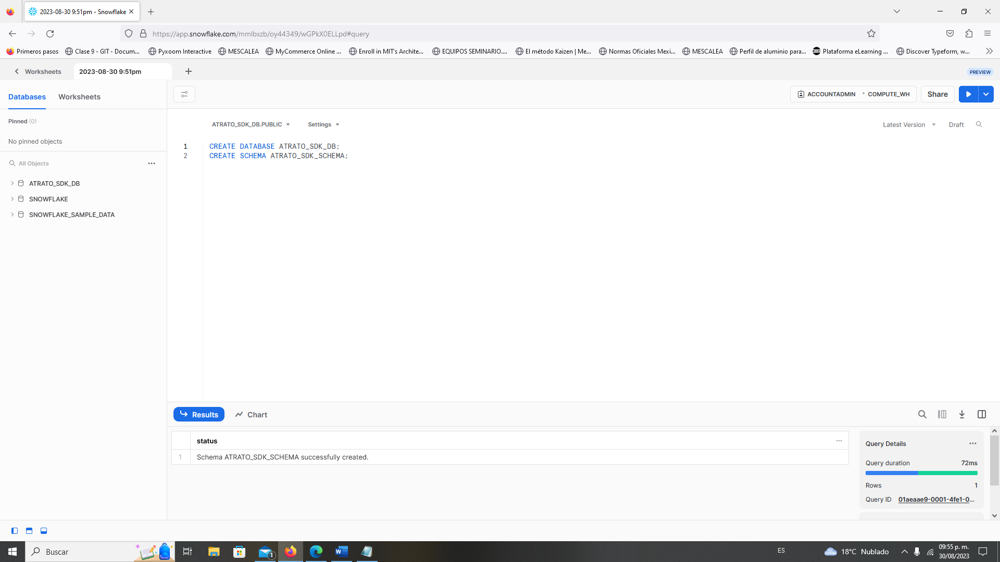 2023-08-30 9:51pm - Snowflake
https://app.snowflake.com/mmlbxzb/oy44349/wGPkX0ELLpd#query
Primeros pasos
Clase 9 - GIT - Docum...
Pyxoom Interactive
MESCALEA
MyCommerce Online ...
Enroll in MIT's Archite...
EQUIPOS SEMINARIO....
El método Kaizen | Me...
Normas Oficiales Mexi...
MESCALEA
Perfil de aluminio para...
Plataforma eLearning ...
Discover Typeform, w...
Worksheets
2023-08-30 9:51pm
PREVIEW
Databases
Worksheets
ACCOUNTADMIN
COMPUTE_WH
Share
Pinned (0)
No pinned objects
All Objects
ATRATO_SDK_DB
SNOWFLAKE
SNOWFLAKE_SAMPLE_DATA
ATRATO_SDK_DB.PUBLIC
Settings
Latest Version
Draft
1 CREATE DATABASE ATRATO_SDK_DB;
2 CREATE SCHEMA ATRATO_SDK_SCHEMA;
Results
Chart
status
1 Schema ATRATO_SDK_SCHEMA successfully created.
Query Details
Query duration 72ms
Rows 1
Query ID 01aeaae9-0001-4fe1-0...
Buscar
1
ES
18°C Nublado
09:55 p. m.
30/08/2023